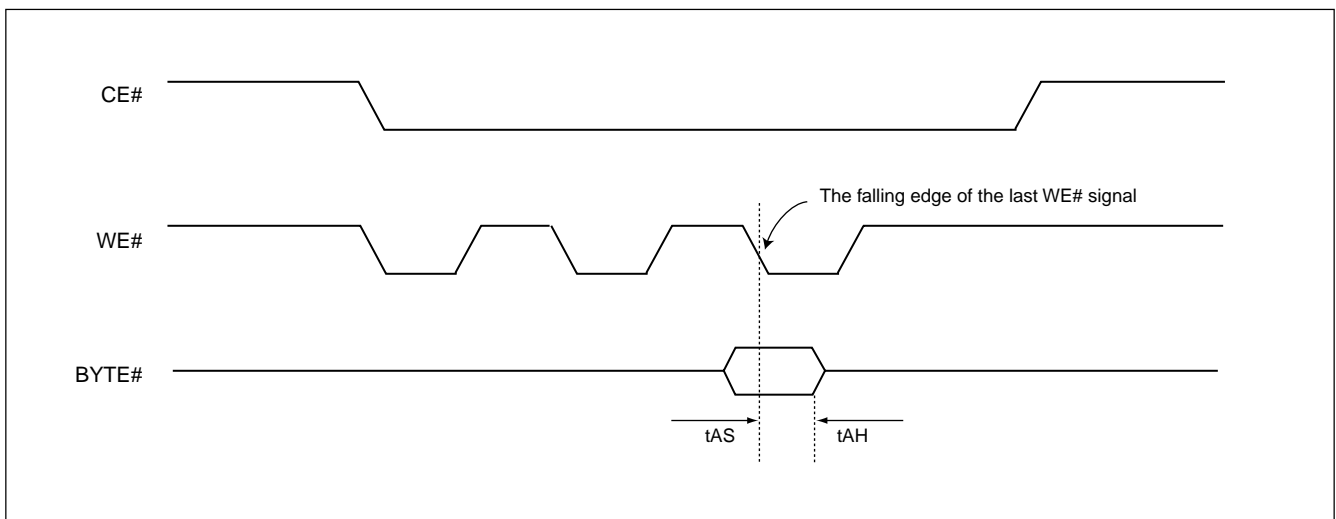 CE#
The falling edge of the last WE# signal
WE#
BYTE#
tAS
tAH